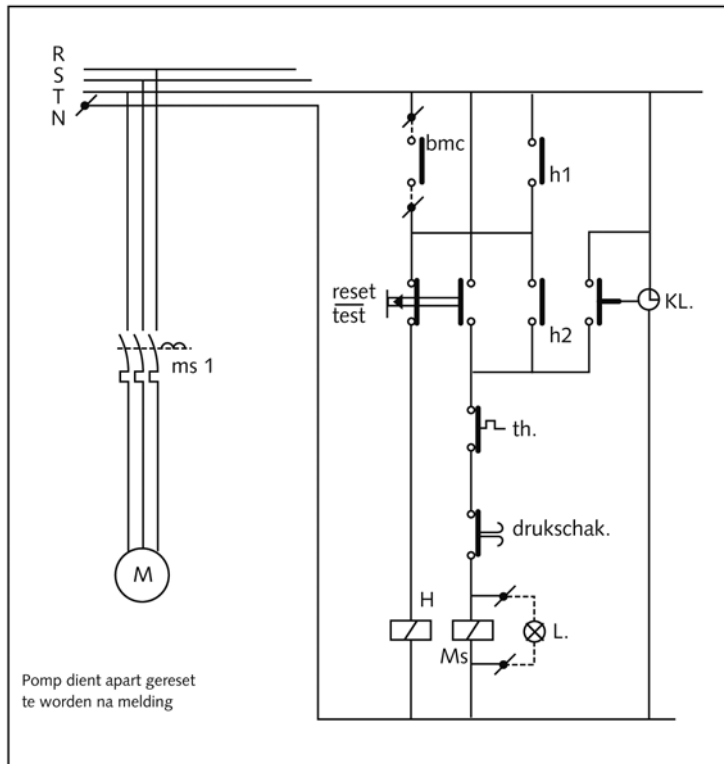 R
S
T
N
bmc
h1
reset
test
h2
KL.
ms 1
th.
drukschak.
M
H
Ms
L.
Pomp dient apart gereset
te worden na melding